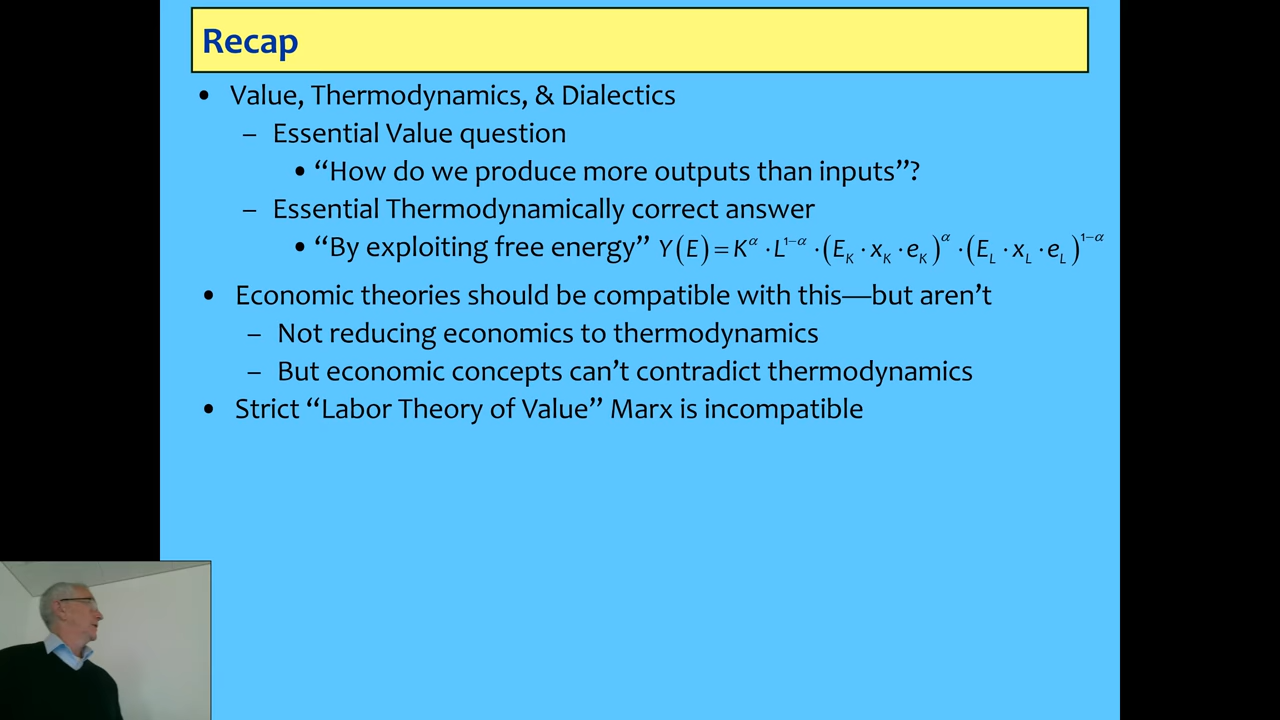 Recap
• Value, Thermodynamics, & Dialectics
– Essential Value question
• “How do we produce more outputs than inputs”?
– Essential Thermodynamically correct answer
• “By exploiting free energy” Y(E) = K^α · L^{1−α} · (E_K · x_K · e_K)^α · (E_L · x_L · e_L)^{1−α}
• Economic theories should be compatible with this—but aren’t
– Not reducing economics to thermodynamics
– But economic concepts can’t contradict thermodynamics
• Strict “Labor Theory of Value” Marx is incompatible